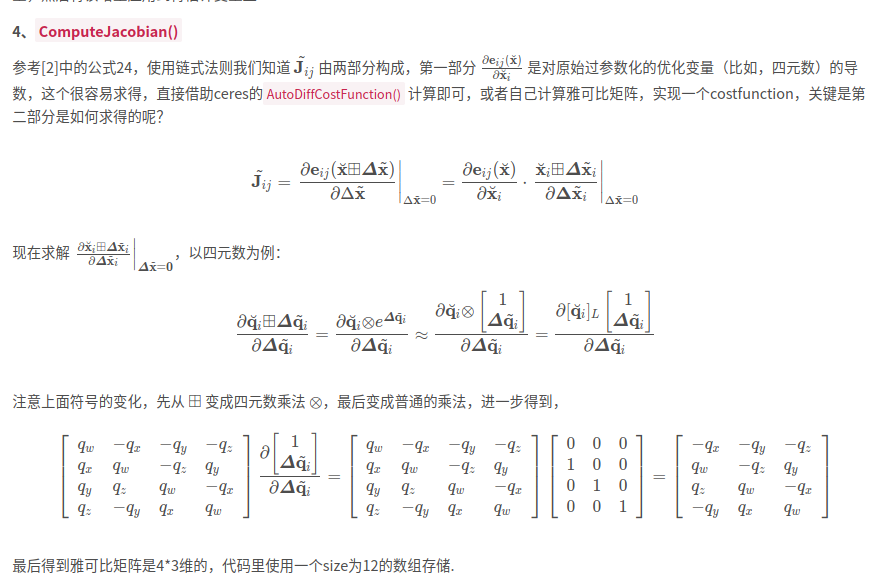 4、ComputeJacobian()
参考[2]中的公式24，使用链式法则我们知道 $\tilde{\mathbf{J}}_{ij}$ 由两部分构成，第一部分 $\frac{\partial \mathbf{e}_{ij}(\breve{\mathbf{x}})}{\partial \breve{\mathbf{x}}_i}$ 是对原始过参数化的优化变量（比如，四元数）的导
数，这个很容易求得，直接借助ceres的 AutoDiffCostFunction() 计算即可，或者自己计算雅可比矩阵，实现一个costfunction，关键是第
二部分是如何求得的呢？
$\tilde{\mathbf{J}}_{ij} = \left.\frac{\partial \mathbf{e}_{ij}(\breve{\mathbf{x}} \boxplus \boldsymbol{\Delta}\tilde{\mathbf{x}})}{\partial \Delta\tilde{\mathbf{x}}}\right|_{\Delta\tilde{\mathbf{x}}=0} = \left.\frac{\partial \mathbf{e}_{ij}(\breve{\mathbf{x}})}{\partial \breve{\mathbf{x}}_i} \cdot \frac{\breve{\mathbf{x}}_i \boxplus \boldsymbol{\Delta}\tilde{\mathbf{x}}_i}{\partial \boldsymbol{\Delta}\tilde{\mathbf{x}}_i}\right|_{\Delta\tilde{\mathbf{x}}=0}$
现在求解 $\left.\frac{\partial \breve{\mathbf{x}}_i \boxplus \boldsymbol{\Delta}\tilde{\mathbf{x}}_i}{\partial \boldsymbol{\Delta}\tilde{\mathbf{x}}_i}\right|_{\boldsymbol{\Delta}\tilde{\mathbf{x}}=\mathbf{0}}$，以四元数为例：
$\frac{\partial \breve{\mathbf{q}}_i \boxplus \boldsymbol{\Delta}\tilde{\mathbf{q}}_i}{\partial \boldsymbol{\Delta}\tilde{\mathbf{q}}_i} = \frac{\partial \breve{\mathbf{q}}_i \otimes e^{\boldsymbol{\Delta}\tilde{\mathbf{q}}_i}}{\partial \boldsymbol{\Delta}\tilde{\mathbf{q}}_i} \approx \frac{\partial \breve{\mathbf{q}}_i \otimes \begin{bmatrix} 1 \\ \boldsymbol{\Delta}\tilde{\mathbf{q}}_i \end{bmatrix}}{\partial \boldsymbol{\Delta}\tilde{\mathbf{q}}_i} = \frac{\partial [\breve{\mathbf{q}}_i]_L \begin{bmatrix} 1 \\ \boldsymbol{\Delta}\tilde{\mathbf{q}}_i \end{bmatrix}}{\partial \boldsymbol{\Delta}\tilde{\mathbf{q}}_i}$
注意上面符号的变化，先从 ⊞ 变成四元数乘法 ⊗，最后变成普通的乘法，进一步得到，
$\begin{bmatrix} q_w & -q_x & -q_y & -q_z \\ q_x & q_w & -q_z & q_y \\ q_y & q_z & q_w & -q_x \\ q_z & -q_y & q_x & q_w \end{bmatrix} \frac{\partial \begin{bmatrix} 1 \\ \boldsymbol{\Delta}\tilde{\mathbf{q}}_i \end{bmatrix}}{\partial \boldsymbol{\Delta}\tilde{\mathbf{q}}_i} = \begin{bmatrix} q_w & -q_x & -q_y & -q_z \\ q_x & q_w & -q_z & q_y \\ q_y & q_z & q_w & -q_x \\ q_z & -q_y & q_x & q_w \end{bmatrix} \begin{bmatrix} 0 & 0 & 0 \\ 1 & 0 & 0 \\ 0 & 1 & 0 \\ 0 & 0 & 1 \end{bmatrix} = \begin{bmatrix} -q_x & -q_y & -q_z \\ q_w & -q_z & q_y \\ q_z & q_w & -q_x \\ -q_y & q_x & q_w \end{bmatrix}$
最后得到雅可比矩阵是4*3维的，代码里使用一个size为12的数组存储.